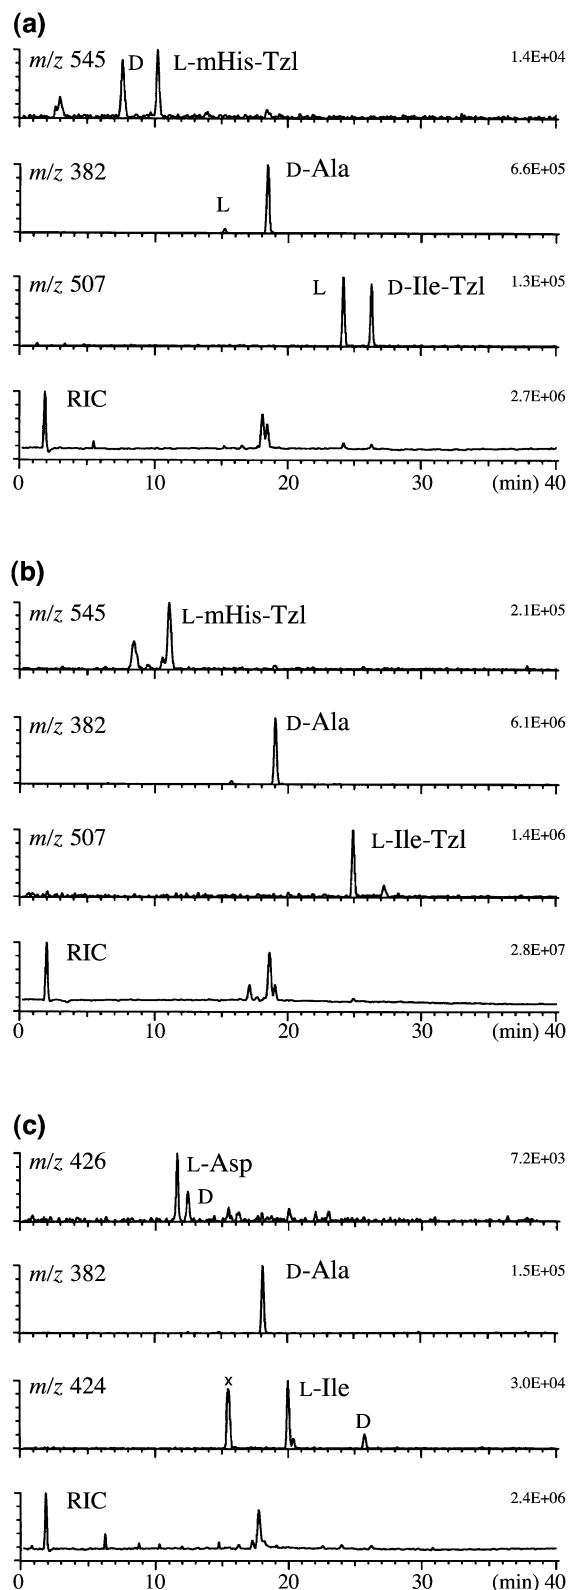 (a)
m/z 545 D L-mHis-Tzl 1.4E+04
m/z 382 L D-Ala 6.6E+05
m/z 507 L D-Ile-Tzl 1.3E+05
RIC 2.7E+06
0 10 20 30 (min) 40
(b)
m/z 545 L-mHis-Tzl 2.1E+05
m/z 382 D-Ala 6.1E+06
m/z 507 L-Ile-Tzl 1.4E+06
RIC 2.8E+07
0 10 20 30 (min) 40
(c)
m/z 426 L-Asp D 7.2E+03
m/z 382 D-Ala 1.5E+05
m/z 424 x L-Ile D 3.0E+04
RIC 2.4E+06
0 10 20 30 (min) 40